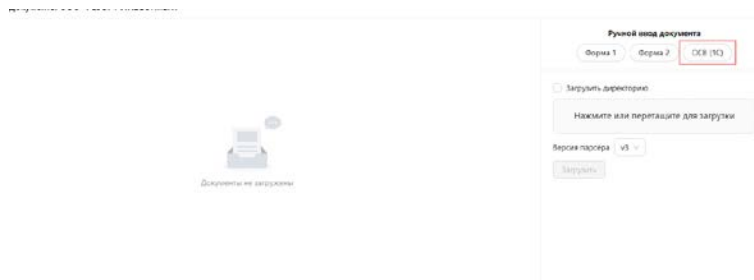 Ручной ввод документа
Форма 1 Форма 2 ОСВ (1С)
Загрузить директорию
Нажмите или перетащите для загрузки
Версия парсера v3
Загрузить
Документы не загружены